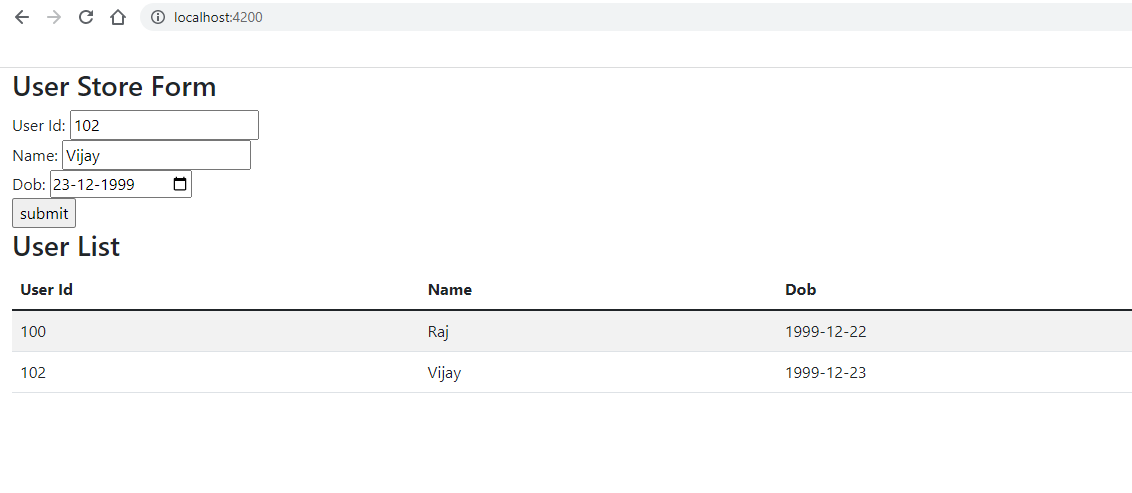 localhost:4200
User Store Form
User Id: 102
Name: Vijay
Dob: 23-12-1999
submit
User List
User Id Name Dob
100 Raj 1999-12-22
102 Vijay 1999-12-23